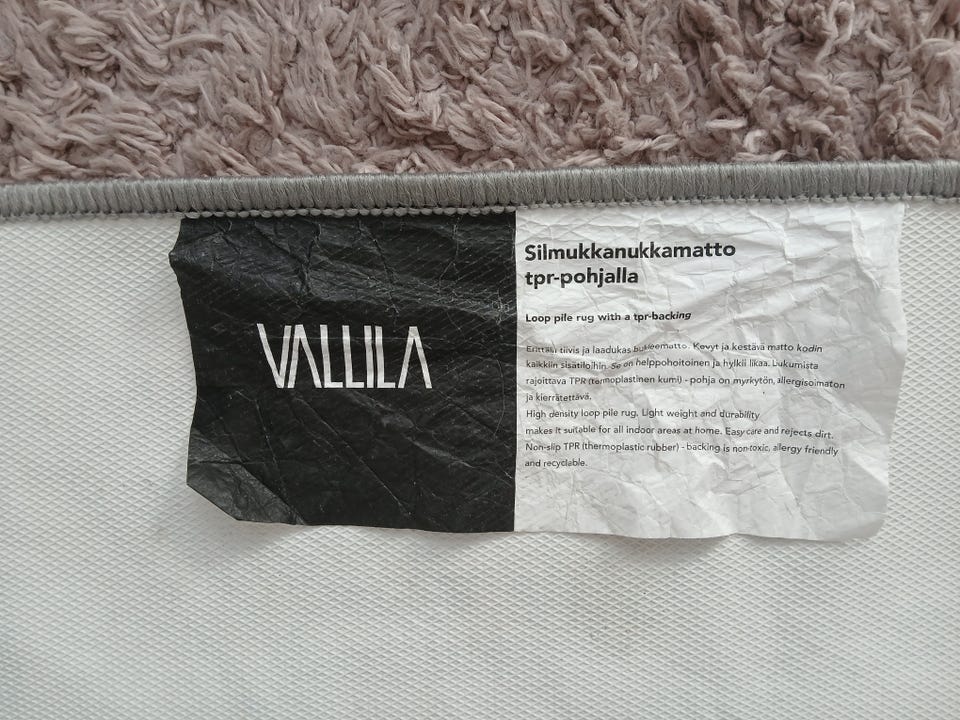 VALLILA
Silmukkanukkamatto
tpr-pohjalla
Loop pile rug with a tpr-backing
Erittäin tiivis ja laadukas Kevyt ja kestävä matto kodin
kaikkiin sisätiloihin. Se on helppohoitoinen ja hylkii likaa. Liukumista
rajoittava TPR (termoplastinen kumi) - pohja on myrkytön, allergisoimaton
ja kierrätettävä.
High density loop pile rug. Light weight and durability
makes it suitable for all indoor areas at home. Easy care and rejects dirt.
Non-slip TPR (thermoplastic rubber) - backing is non-toxic, allergy friendly
and recyclable.